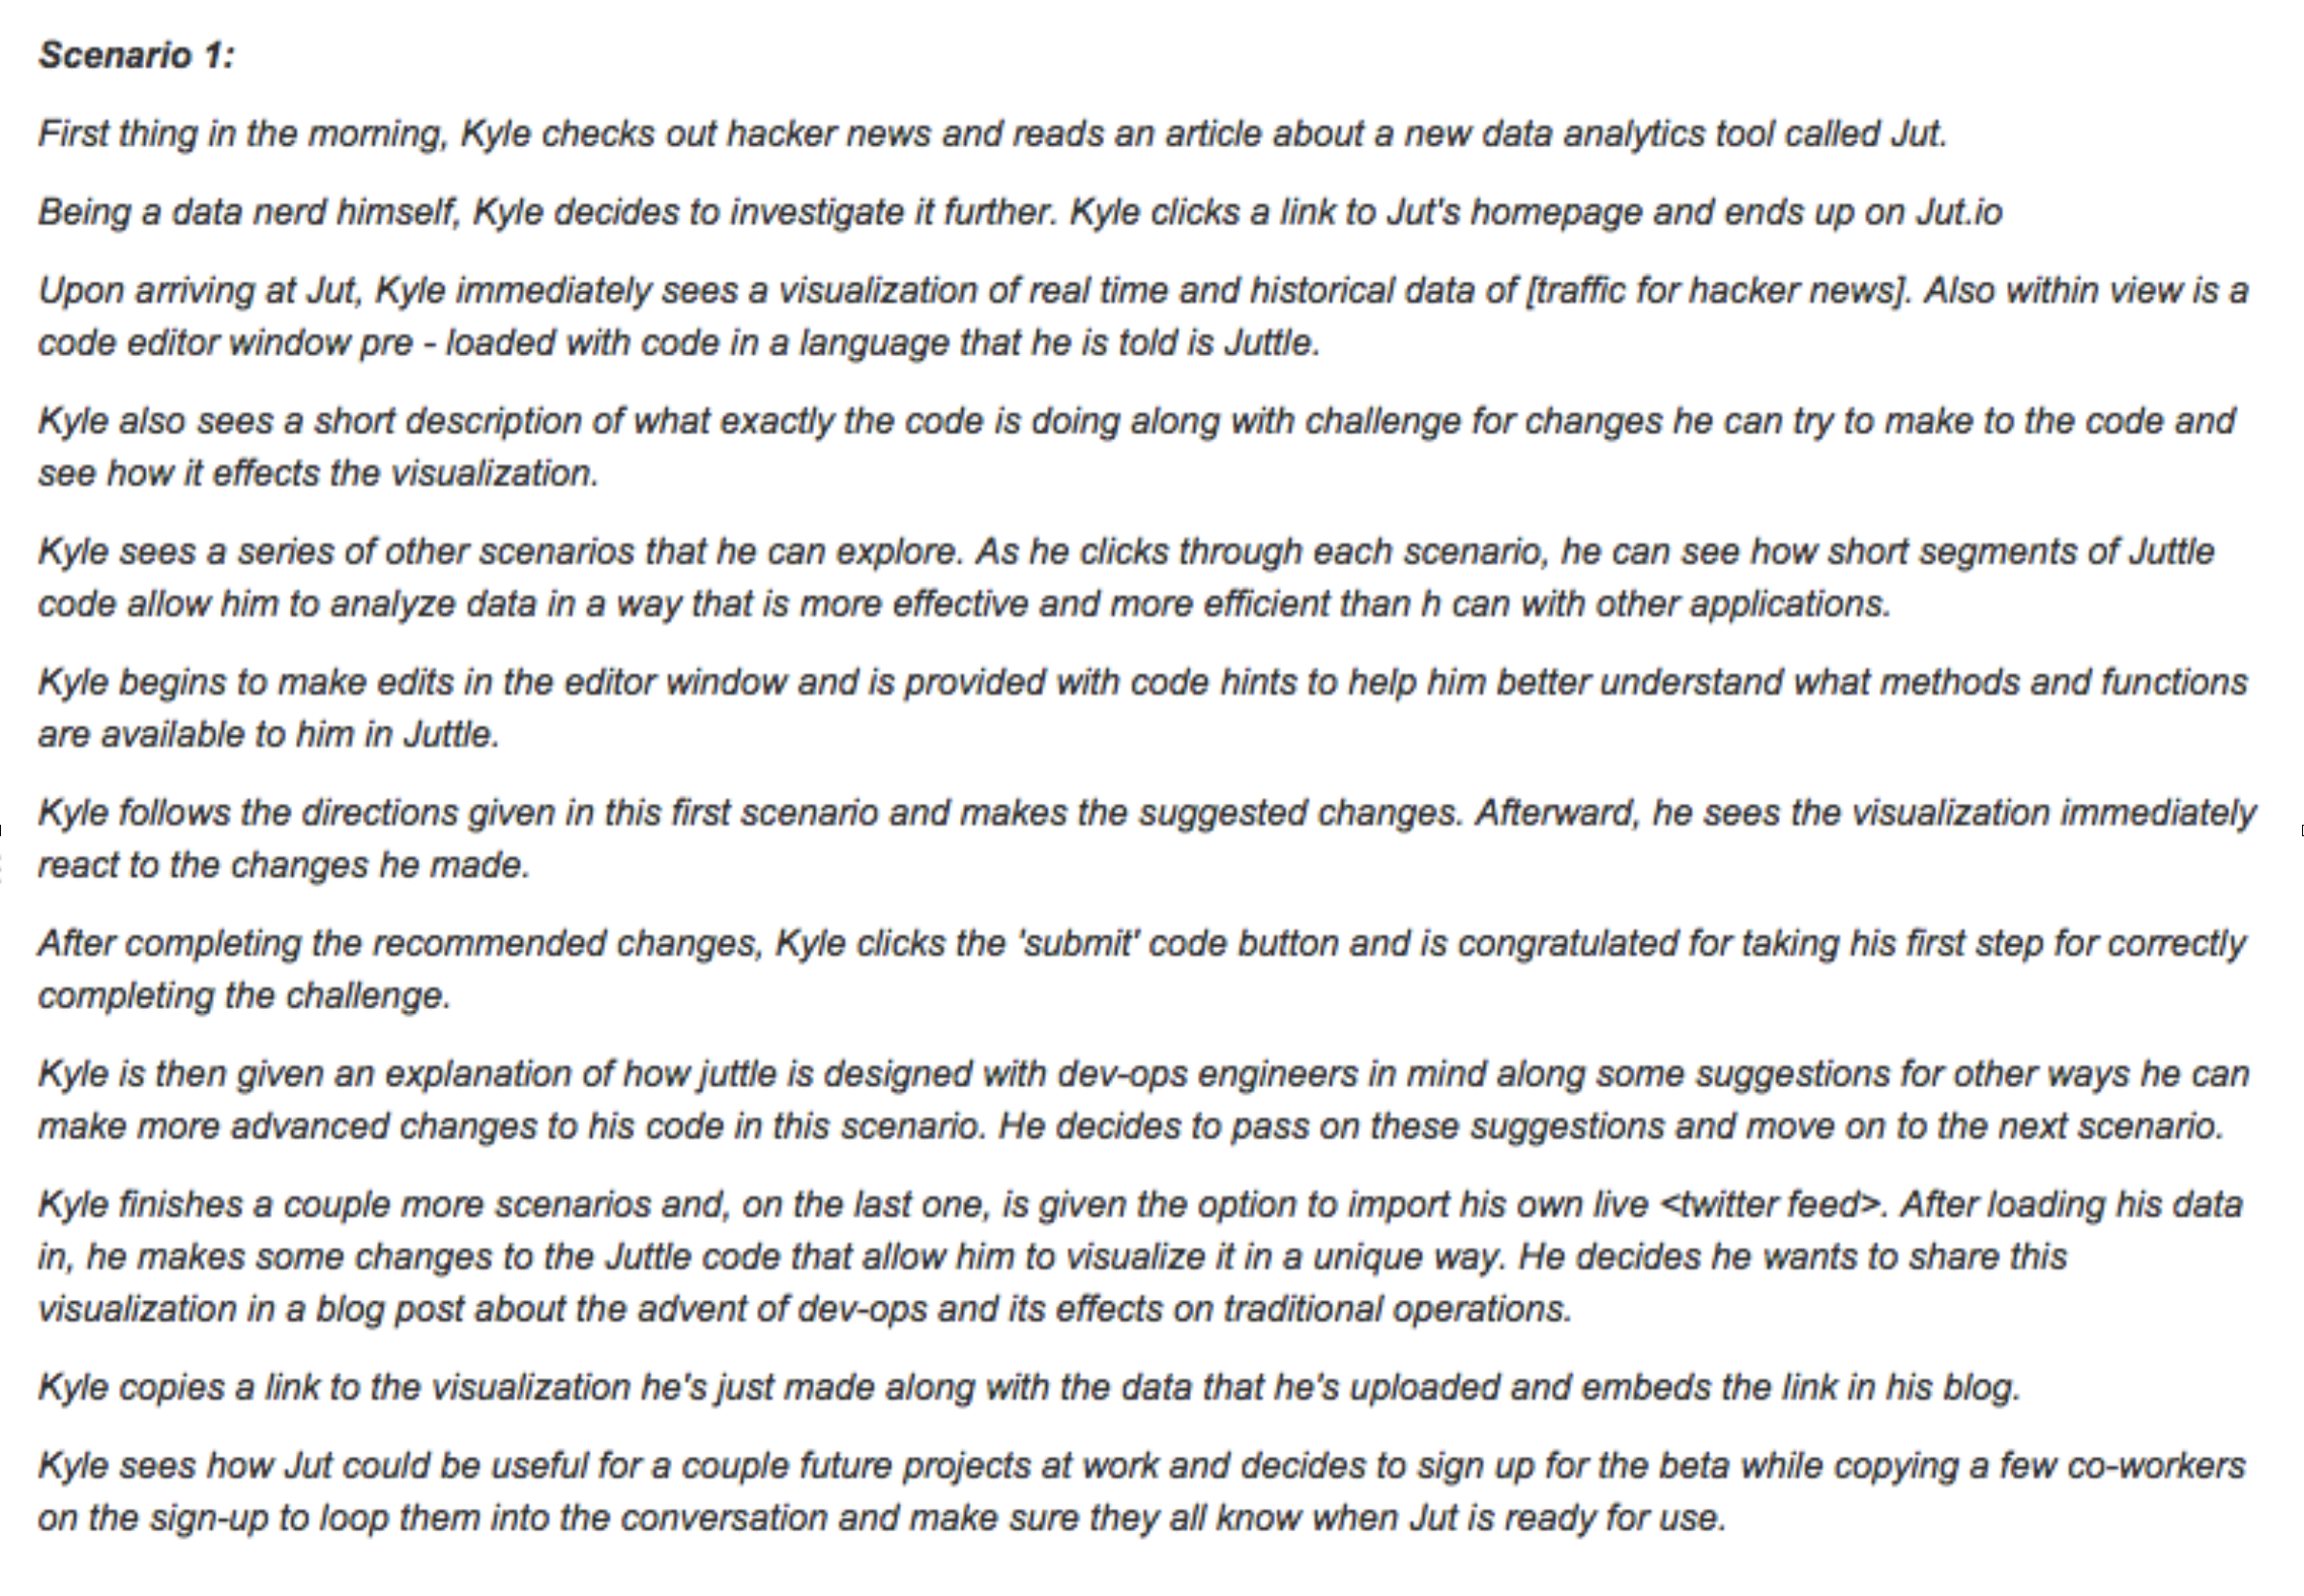 Scenario 1:
First thing in the morning, Kyle checks out hacker news and reads an article about a new data analytics tool called Jut.
Being a data nerd himself, Kyle decides to investigate it further. Kyle clicks a link to Jut's homepage and ends up on Jut.io
Upon arriving at Jut, Kyle immediately sees a visualization of real time and historical data of [traffic for hacker news]. Also within view is a
code editor window pre - loaded with code in a language that he is told is Juttle.
Kyle also sees a short description of what exactly the code is doing along with challenge for changes he can try to make to the code and
see how it effects the visualization.
Kyle sees a series of other scenarios that he can explore. As he clicks through each scenario, he can see how short segments of Juttle
code allow him to analyze data in a way that is more effective and more efficient than h can with other applications.
Kyle begins to make edits in the editor window and is provided with code hints to help him better understand what methods and functions
are available to him in Juttle.
Kyle follows the directions given in this first scenario and makes the suggested changes. Afterward, he sees the visualization immediately
react to the changes he made.
After completing the recommended changes, Kyle clicks the 'submit' code button and is congratulated for taking his first step for correctly
completing the challenge.
Kyle is then given an explanation of how juttle is designed with dev-ops engineers in mind along some suggestions for other ways he can
make more advanced changes to his code in this scenario. He decides to pass on these suggestions and move on to the next scenario.
Kyle finishes a couple more scenarios and, on the last one, is given the option to import his own live <twitter feed>. After loading his data
in, he makes some changes to the Juttle code that allow him to visualize it in a unique way. He decides he wants to share this
visualization in a blog post about the advent of dev-ops and its effects on traditional operations.
Kyle copies a link to the visualization he's just made along with the data that he's uploaded and embeds the link in his blog.
Kyle sees how Jut could be useful for a couple future projects at work and decides to sign up for the beta while copying a few co-workers
on the sign-up to loop them into the conversation and make sure they all know when Jut is ready for use.